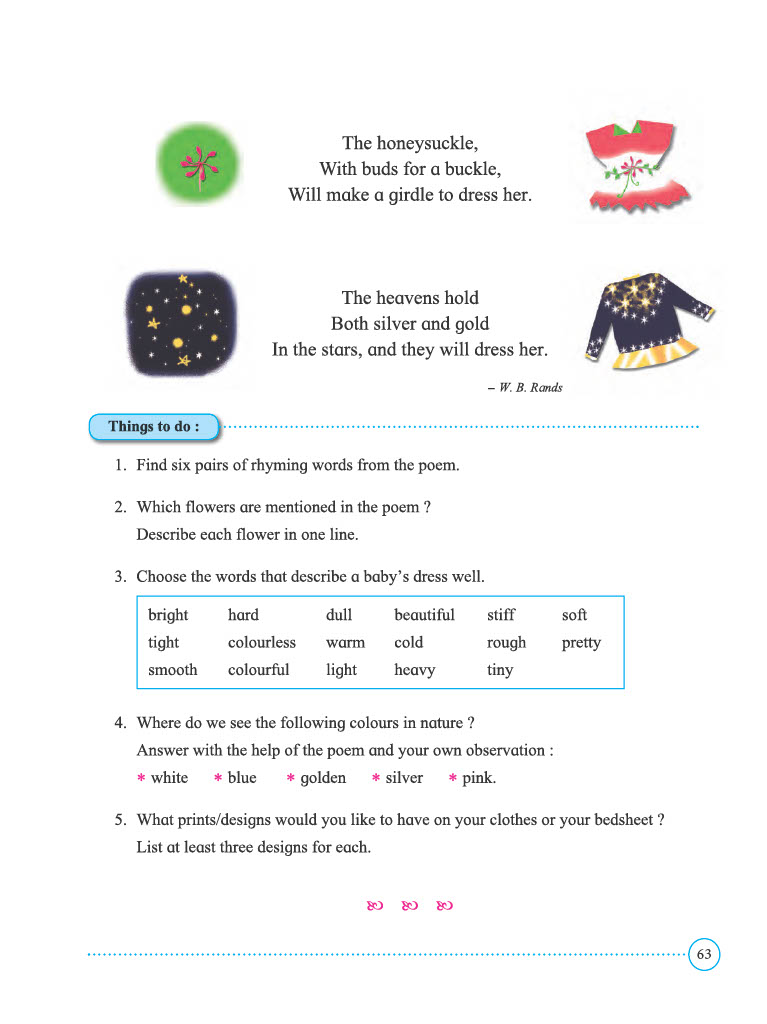 The honeysuckle,
With buds for a buckle,
Will make a girdle to dress her.
The heavens hold
Both silver and gold
In the stars, and they will dress her.
– W. B. Rands
Things to do :
1. Find six pairs of rhyming words from the poem.
2. Which flowers are mentioned in the poem ?
Describe each flower in one line.
3. Choose the words that describe a baby’s dress well.
bright hard dull beautiful stiff soft
tight colourless warm cold rough pretty
smooth colourful light heavy tiny
4. Where do we see the following colours in nature ?
Answer with the help of the poem and your own observation :
* white * blue * golden * silver * pink.
5. What prints/designs would you like to have on your clothes or your bedsheet ?
List at least three designs for each.
63